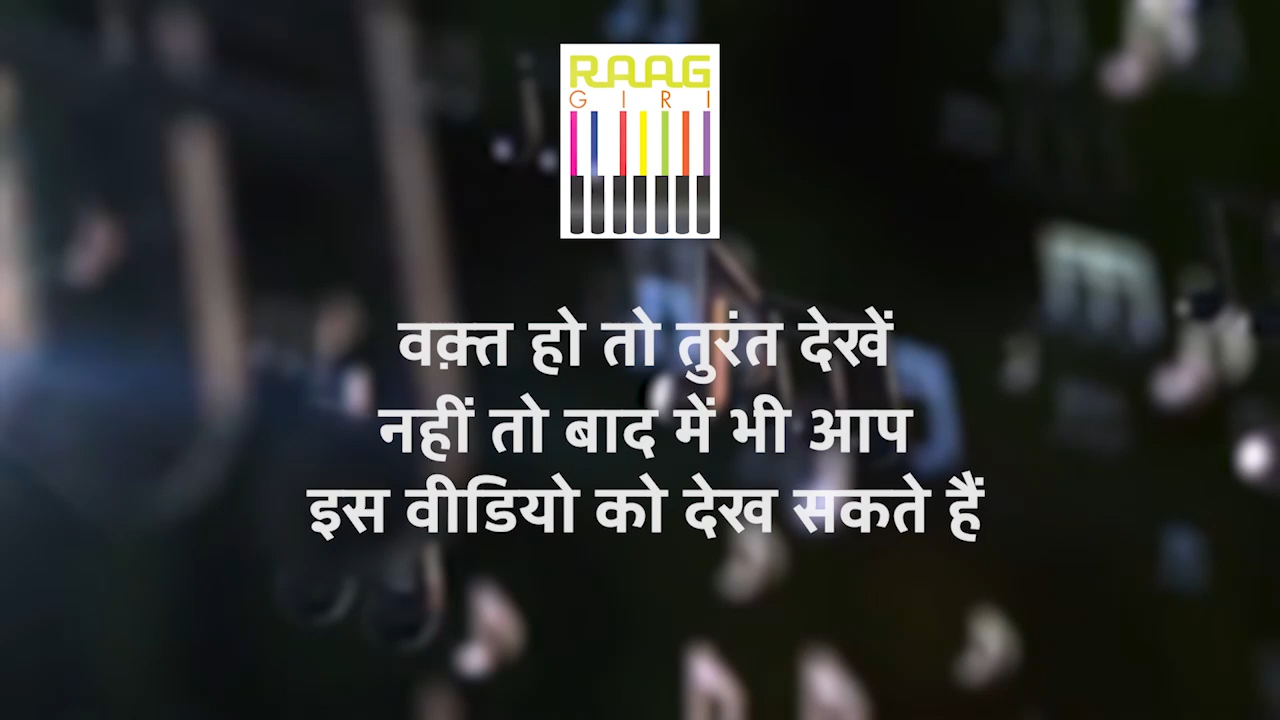 RAAG
GIRI
वक़्त हो तो तुरंत देखें
नहीं तो बाद में भी आप
इस वीडियो को देख सकते हैं